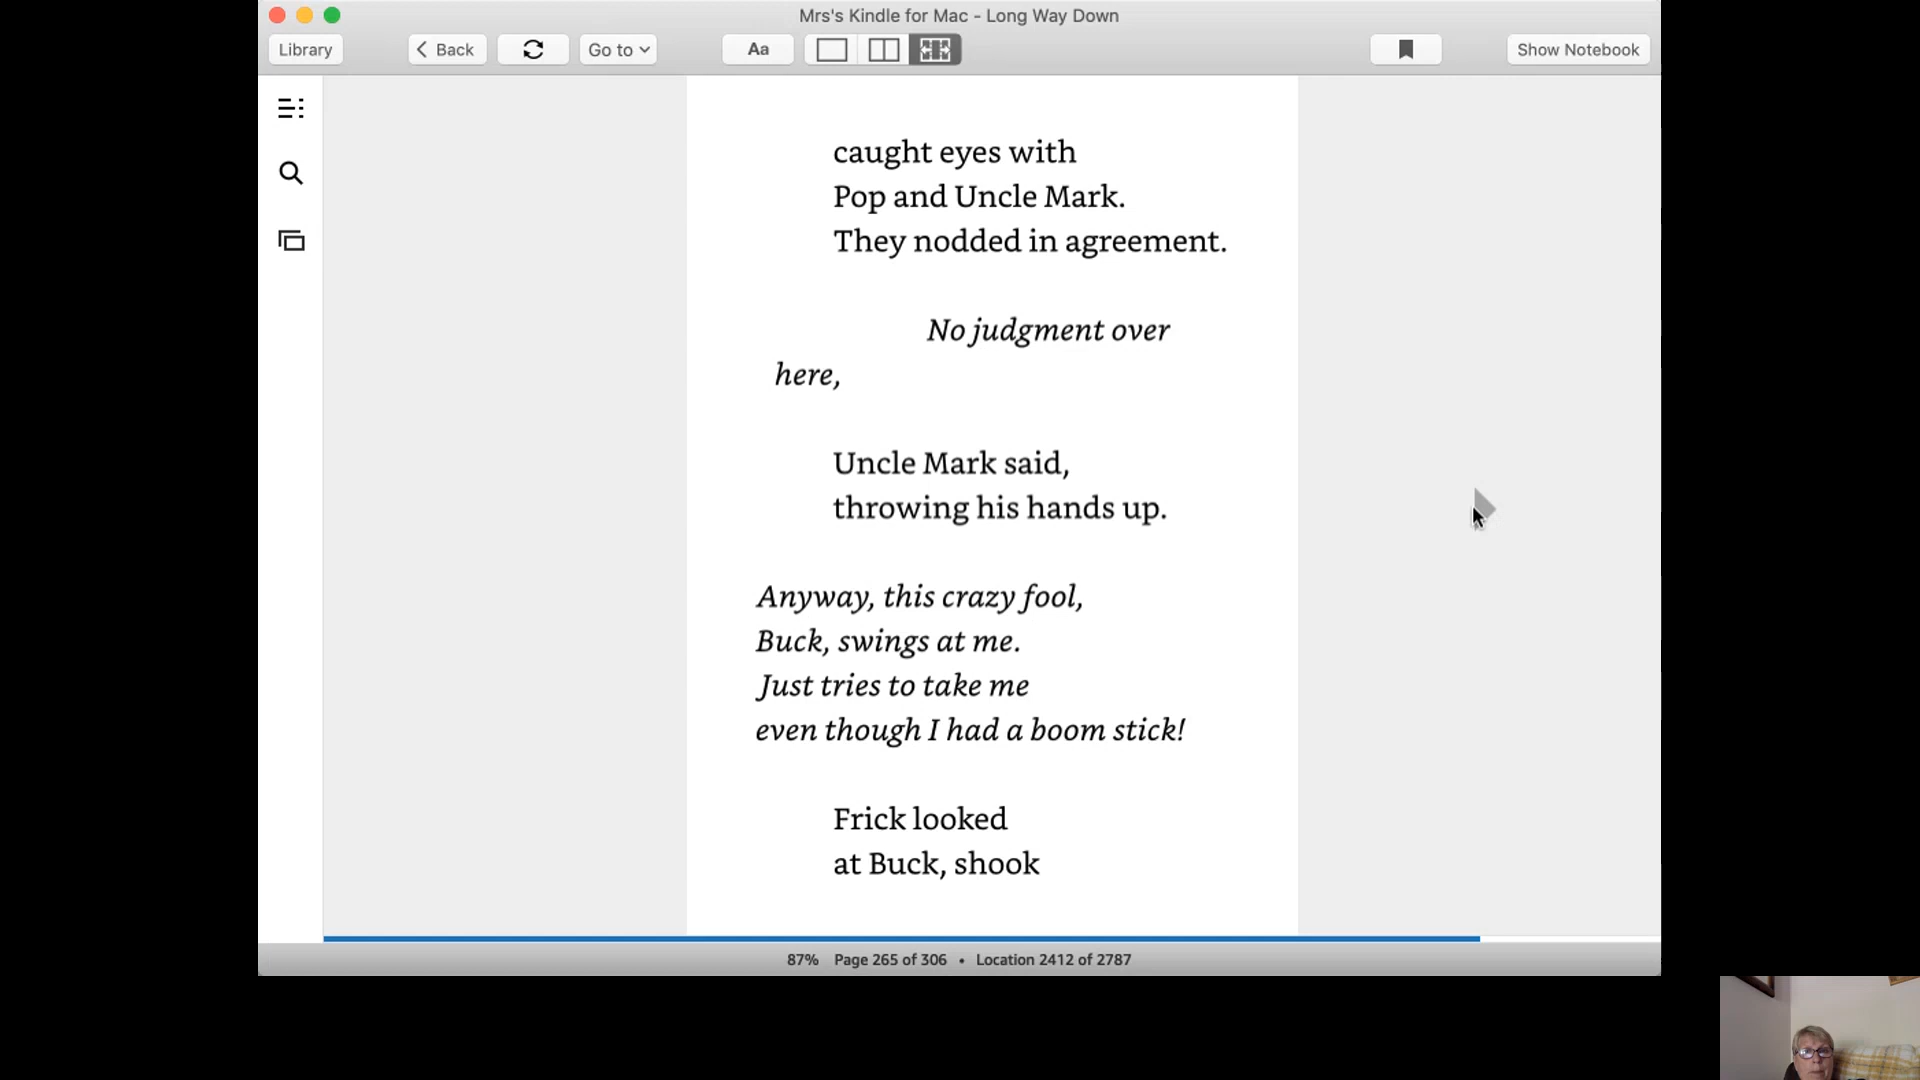 Mrs's Kindle for Mac - Long Way Down
Library
Back
Go to
Aa
Show Notebook
caught eyes with
Pop and Uncle Mark.
They nodded in agreement.
No judgment over
here,
Uncle Mark said,
throwing his hands up.
Anyway, this crazy fool,
Buck, swings at me.
Just tries to take me
even though I had a boom stick!
Frick looked
at Buck, shook
87% Page 265 of 306 • Location 2412 of 2787